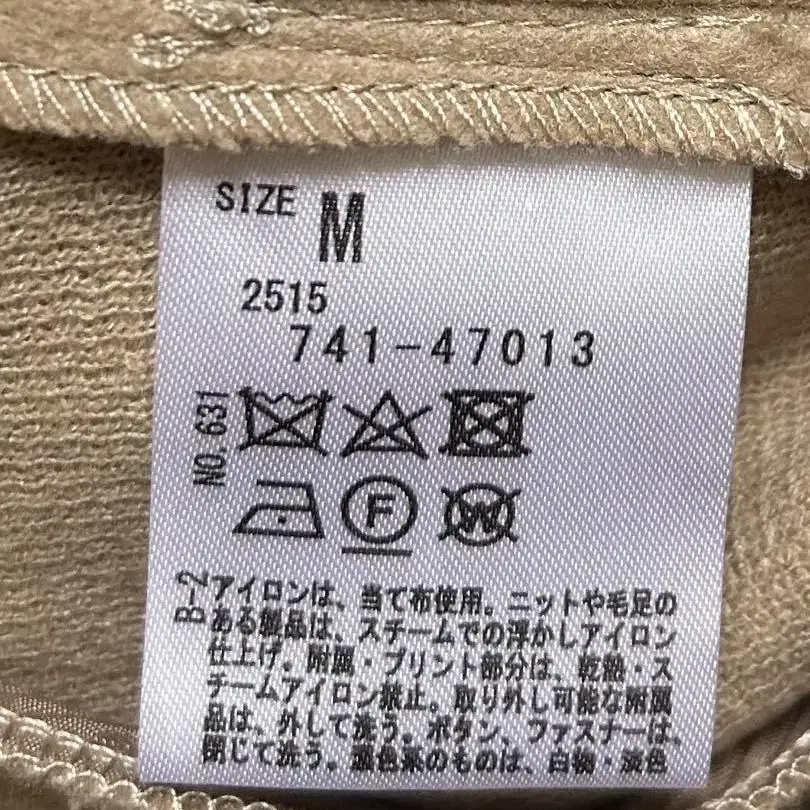 SIZE M
2515
741-47013
NO. 631
F
W
B-2
アイロンは、当て布使用。ニットや毛足の
ある製品は、スチームでの浮かしアイロン
仕上げ。附属・プリント部分は、乾熱・ス
チームアイロン禁止。取り外し可能な附属
品は、外して洗う。ボタン、ファスナーは、
閉じて洗う。濃色系のものは、白物・淡色